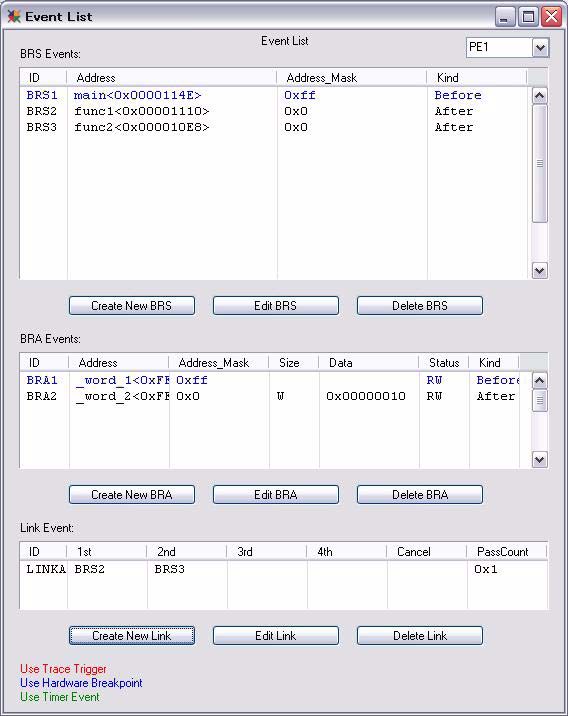 Event List
Event List
PE1
BRS Events:
ID Address Address_Mask Kind
BRS1 main<0x0000114E> 0xff Before
BRS2 func1<0x00001110> 0x0 After
BRS3 func2<0x000010E8> 0x0 After
Create New BRS Edit BRS Delete BRS
BRA Events:
ID Address Address_Mask Size Data Status Kind
BRA1 _word_1<0xFF 0xff RW Before
BRA2 _word_2<0xFF 0x0 W 0x00000010 RW After
Create New BRA Edit BRA Delete BRA
Link Event:
ID 1st 2nd 3rd 4th Cancel PassCount
LINKA BRS2 BRS3 0x1
Create New Link Edit Link Delete Link
Use Trace Trigger
Use Hardware Breakpoint
Use Timer Event